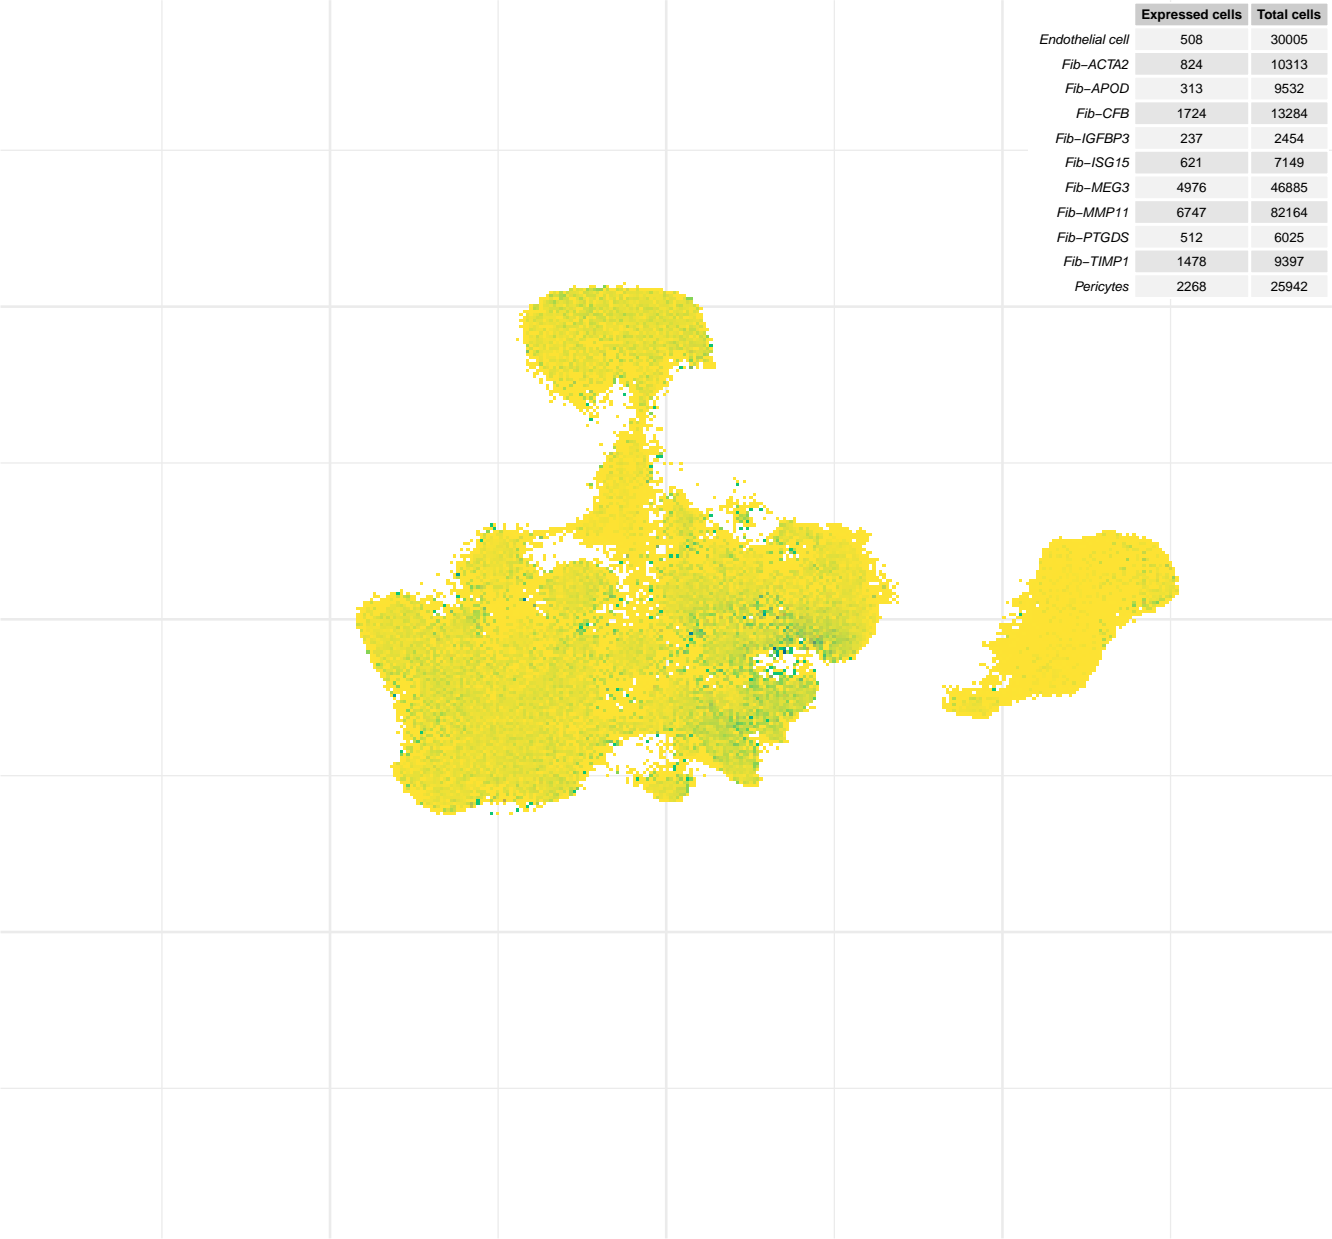 Expressed cells Total cells
Endothelial cell 508 30005
Fib−ACTA2 824 10313
Fib−APOD 313 9532
Fib−CFB 1724 13284
Fib−IGFBP3 237 2454
Fib−ISG15 621 7149
Fib−MEG3 4976 46885
Fib−MMP11 6747 82164
Fib−PTGDS 512 6025
Fib−TIMP1 1478 9397
Pericytes 2268 25942